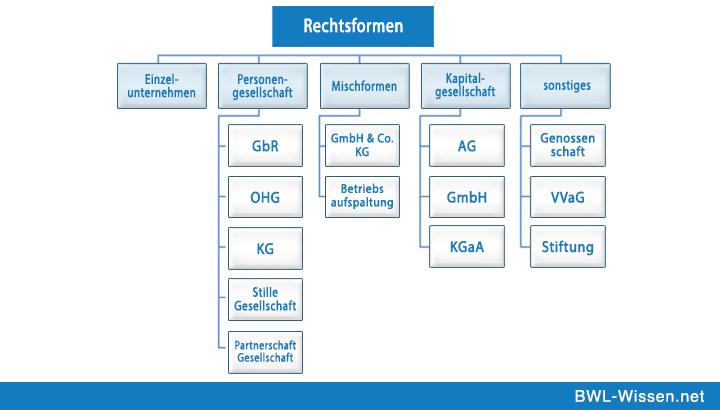 Rechtsformen
Einzel-
unternehmen
Personen-
gesellschaft
Mischformen
Kapital-
gesellschaft
sonstiges
GbR
OHG
KG
Stille
Gesellschaft
Partnerschaft
Gesellschaft
GmbH & Co.
KG
Betriebs
aufspaltung
AG
GmbH
KGaA
Genossen
schaft
VVaG
Stiftung
BWL-Wissen.net